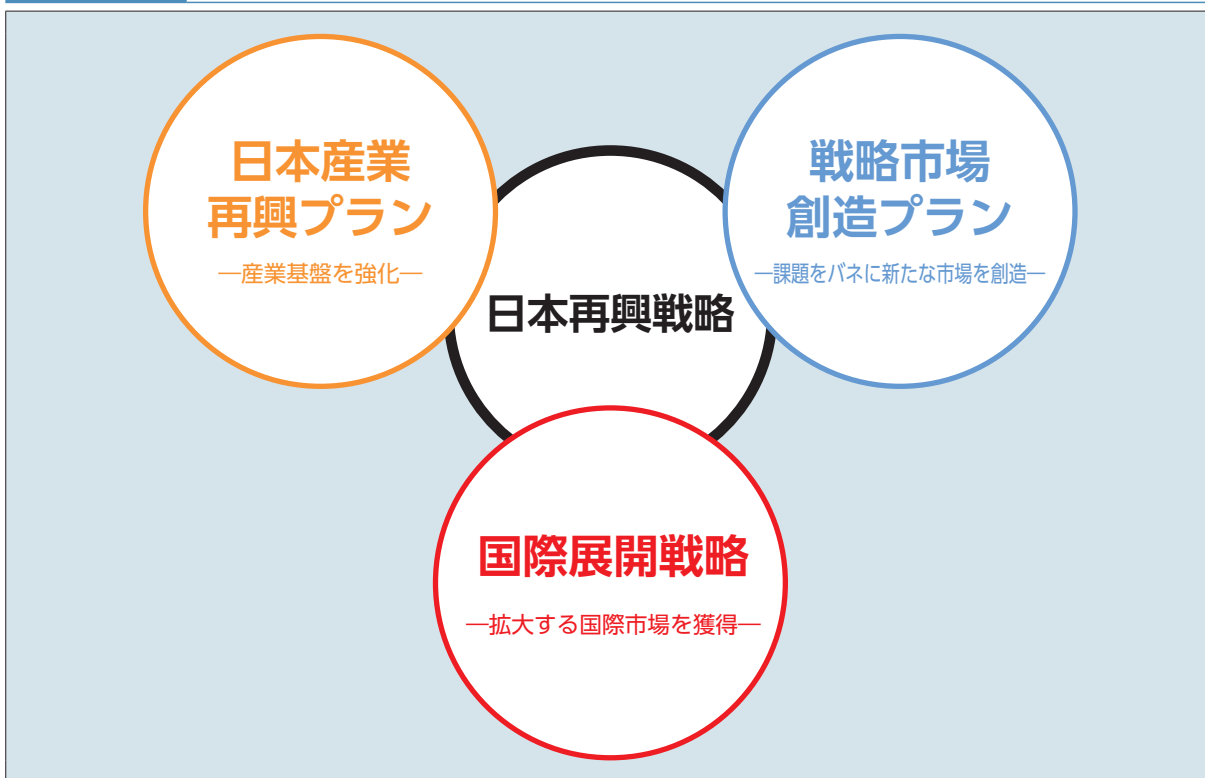 日本産業
再興プラン
―産業基盤を強化―
戦略市場
創造プラン
―課題をバネに新たな市場を創造―
日本再興戦略
国際展開戦略
―拡大する国際市場を獲得―